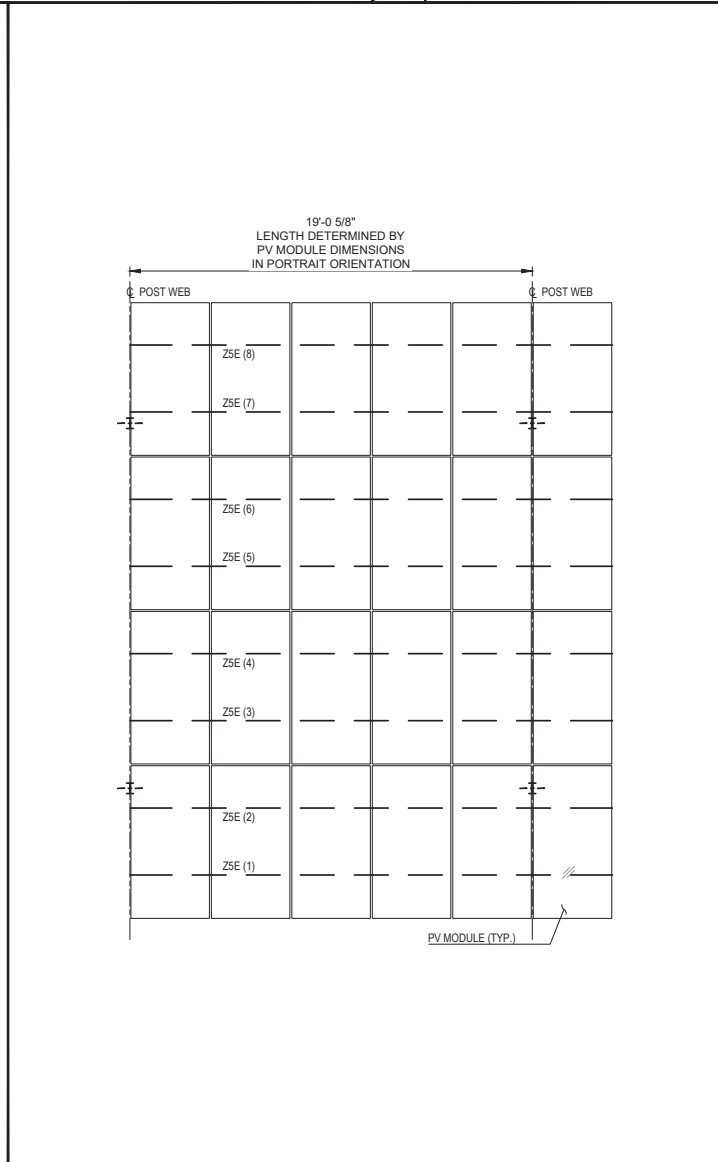 19'-0 5/8"
LENGTH DETERMINED BY
PV MODULE DIMENSIONS
IN PORTRAIT ORIENTATION
℄ POST WEB
℄ POST WEB
Z5E (8)
Z5E (7)
Z5E (6)
Z5E (5)
Z5E (4)
Z5E (3)
Z5E (2)
Z5E (1)
PV MODULE (TYP.)